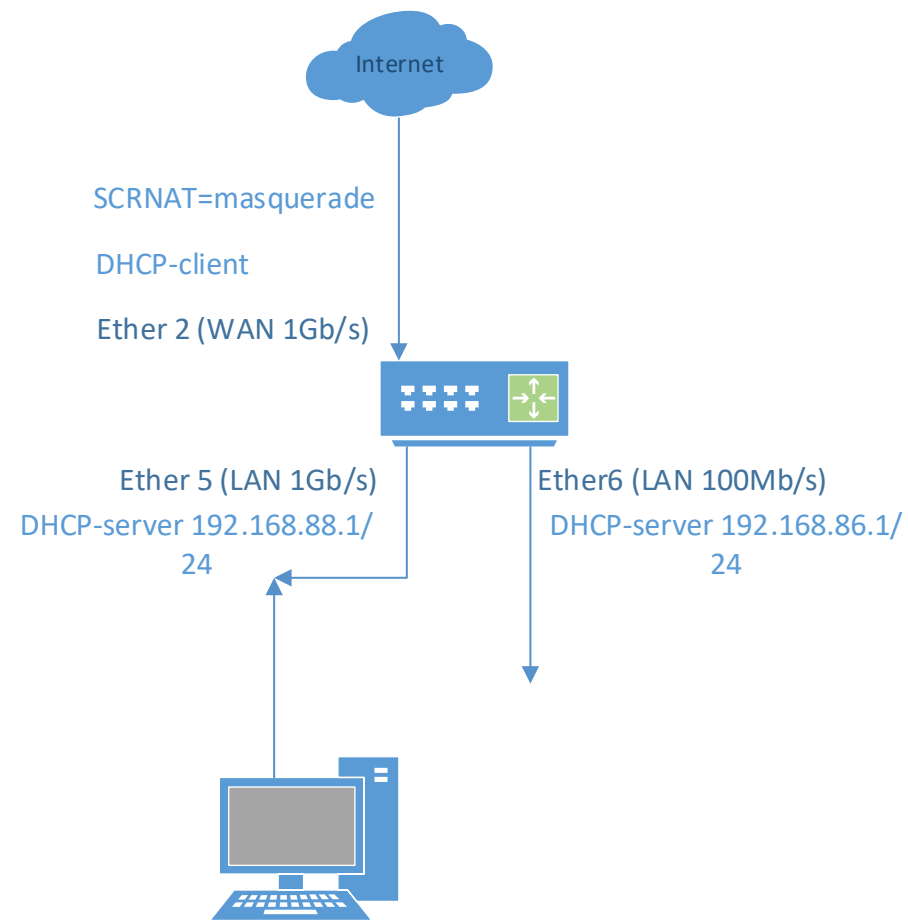 Internet
SCRNAT=masquerade
DHCP-client
Ether 2 (WAN 1Gb/s)
Ether 5 (LAN 1Gb/s)
DHCP-server 192.168.88.1/
24
Ether6 (LAN 100Mb/s)
DHCP-server 192.168.86.1/
24